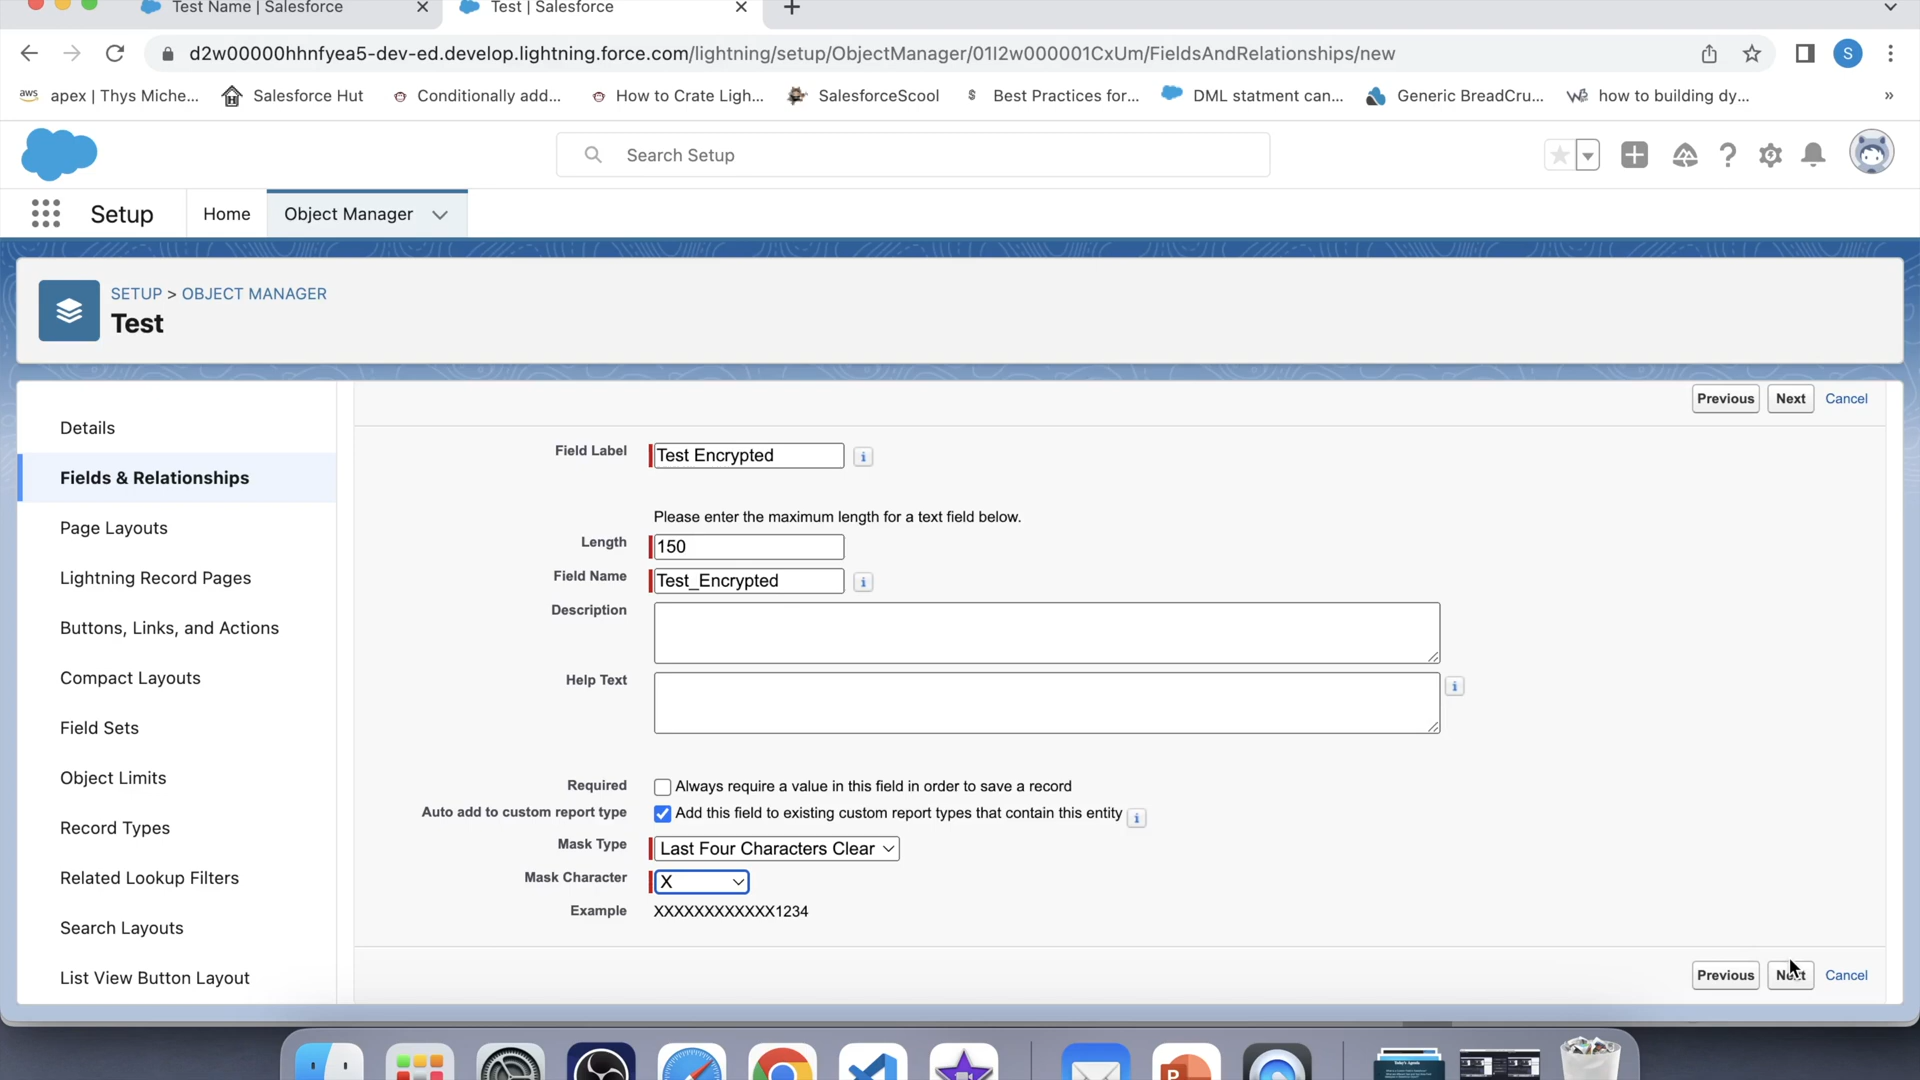 Test Name | Salesforce
Test | Salesforce
d2w00000hhnfyea5-dev-ed.develop.lightning.force.com/lightning/setup/ObjectManager/01I2w000001CxUm/FieldsAndRelationships/new
S
aws apex | Thys Miche...
Salesforce Hut
Conditionally add...
How to Crate Ligh...
SalesforceScool
Best Practices for...
DML statment can...
Generic BreadCru...
how to building dy...
»
Search Setup
Setup
Home
Object Manager
SETUP > OBJECT MANAGER
Test
Details
Fields & Relationships
Page Layouts
Lightning Record Pages
Buttons, Links, and Actions
Compact Layouts
Field Sets
Object Limits
Record Types
Related Lookup Filters
Search Layouts
List View Button Layout
Previous Next Cancel
Field Label Test Encrypted
Please enter the maximum length for a text field below.
Length 150
Field Name Test_Encrypted
Description
Help Text
Required Always require a value in this field in order to save a record
Auto add to custom report type Add this field to existing custom report types that contain this entity
Mask Type Last Four Characters Clear
Mask Character X
Example XXXXXXXXXXXX1234
Previous Next Cancel